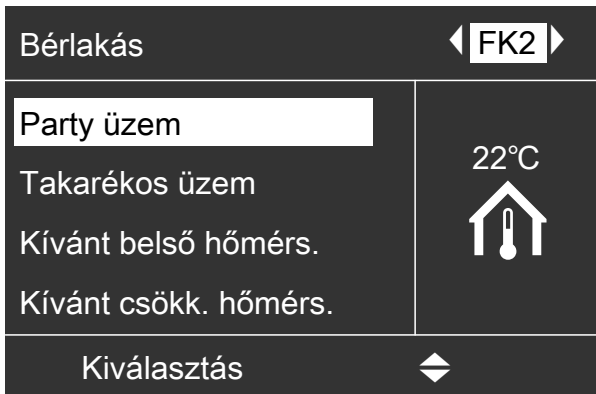 Bérlakás
FK2
Party üzem
Takarékos üzem
Kívánt belső hőmérs.
Kívánt csökk. hőmérs.
22°C
Kiválasztás